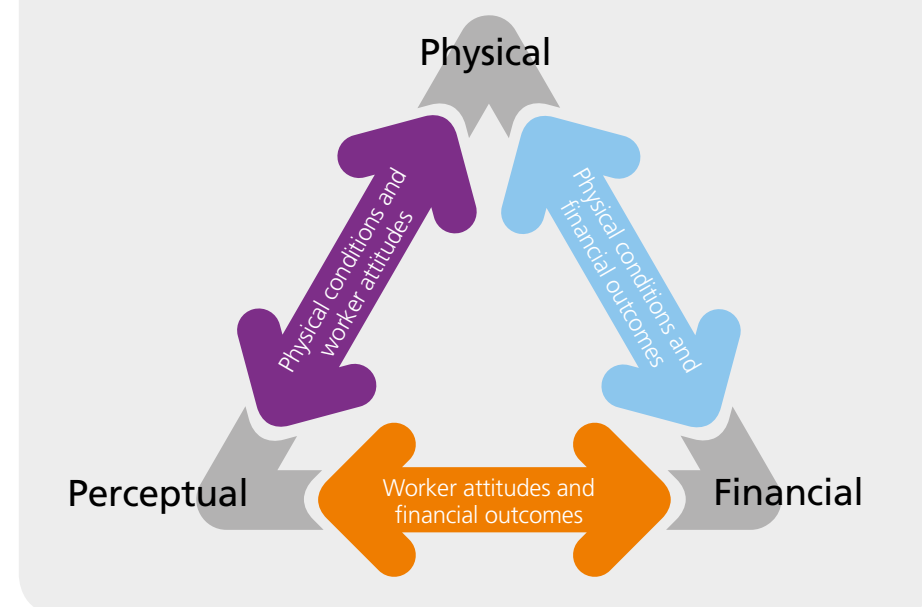 Physical
Physical conditions and
worker attitudes
Physical conditions and
financial outcomes
Perceptual
Worker attitudes and
financial outcomes
Financial